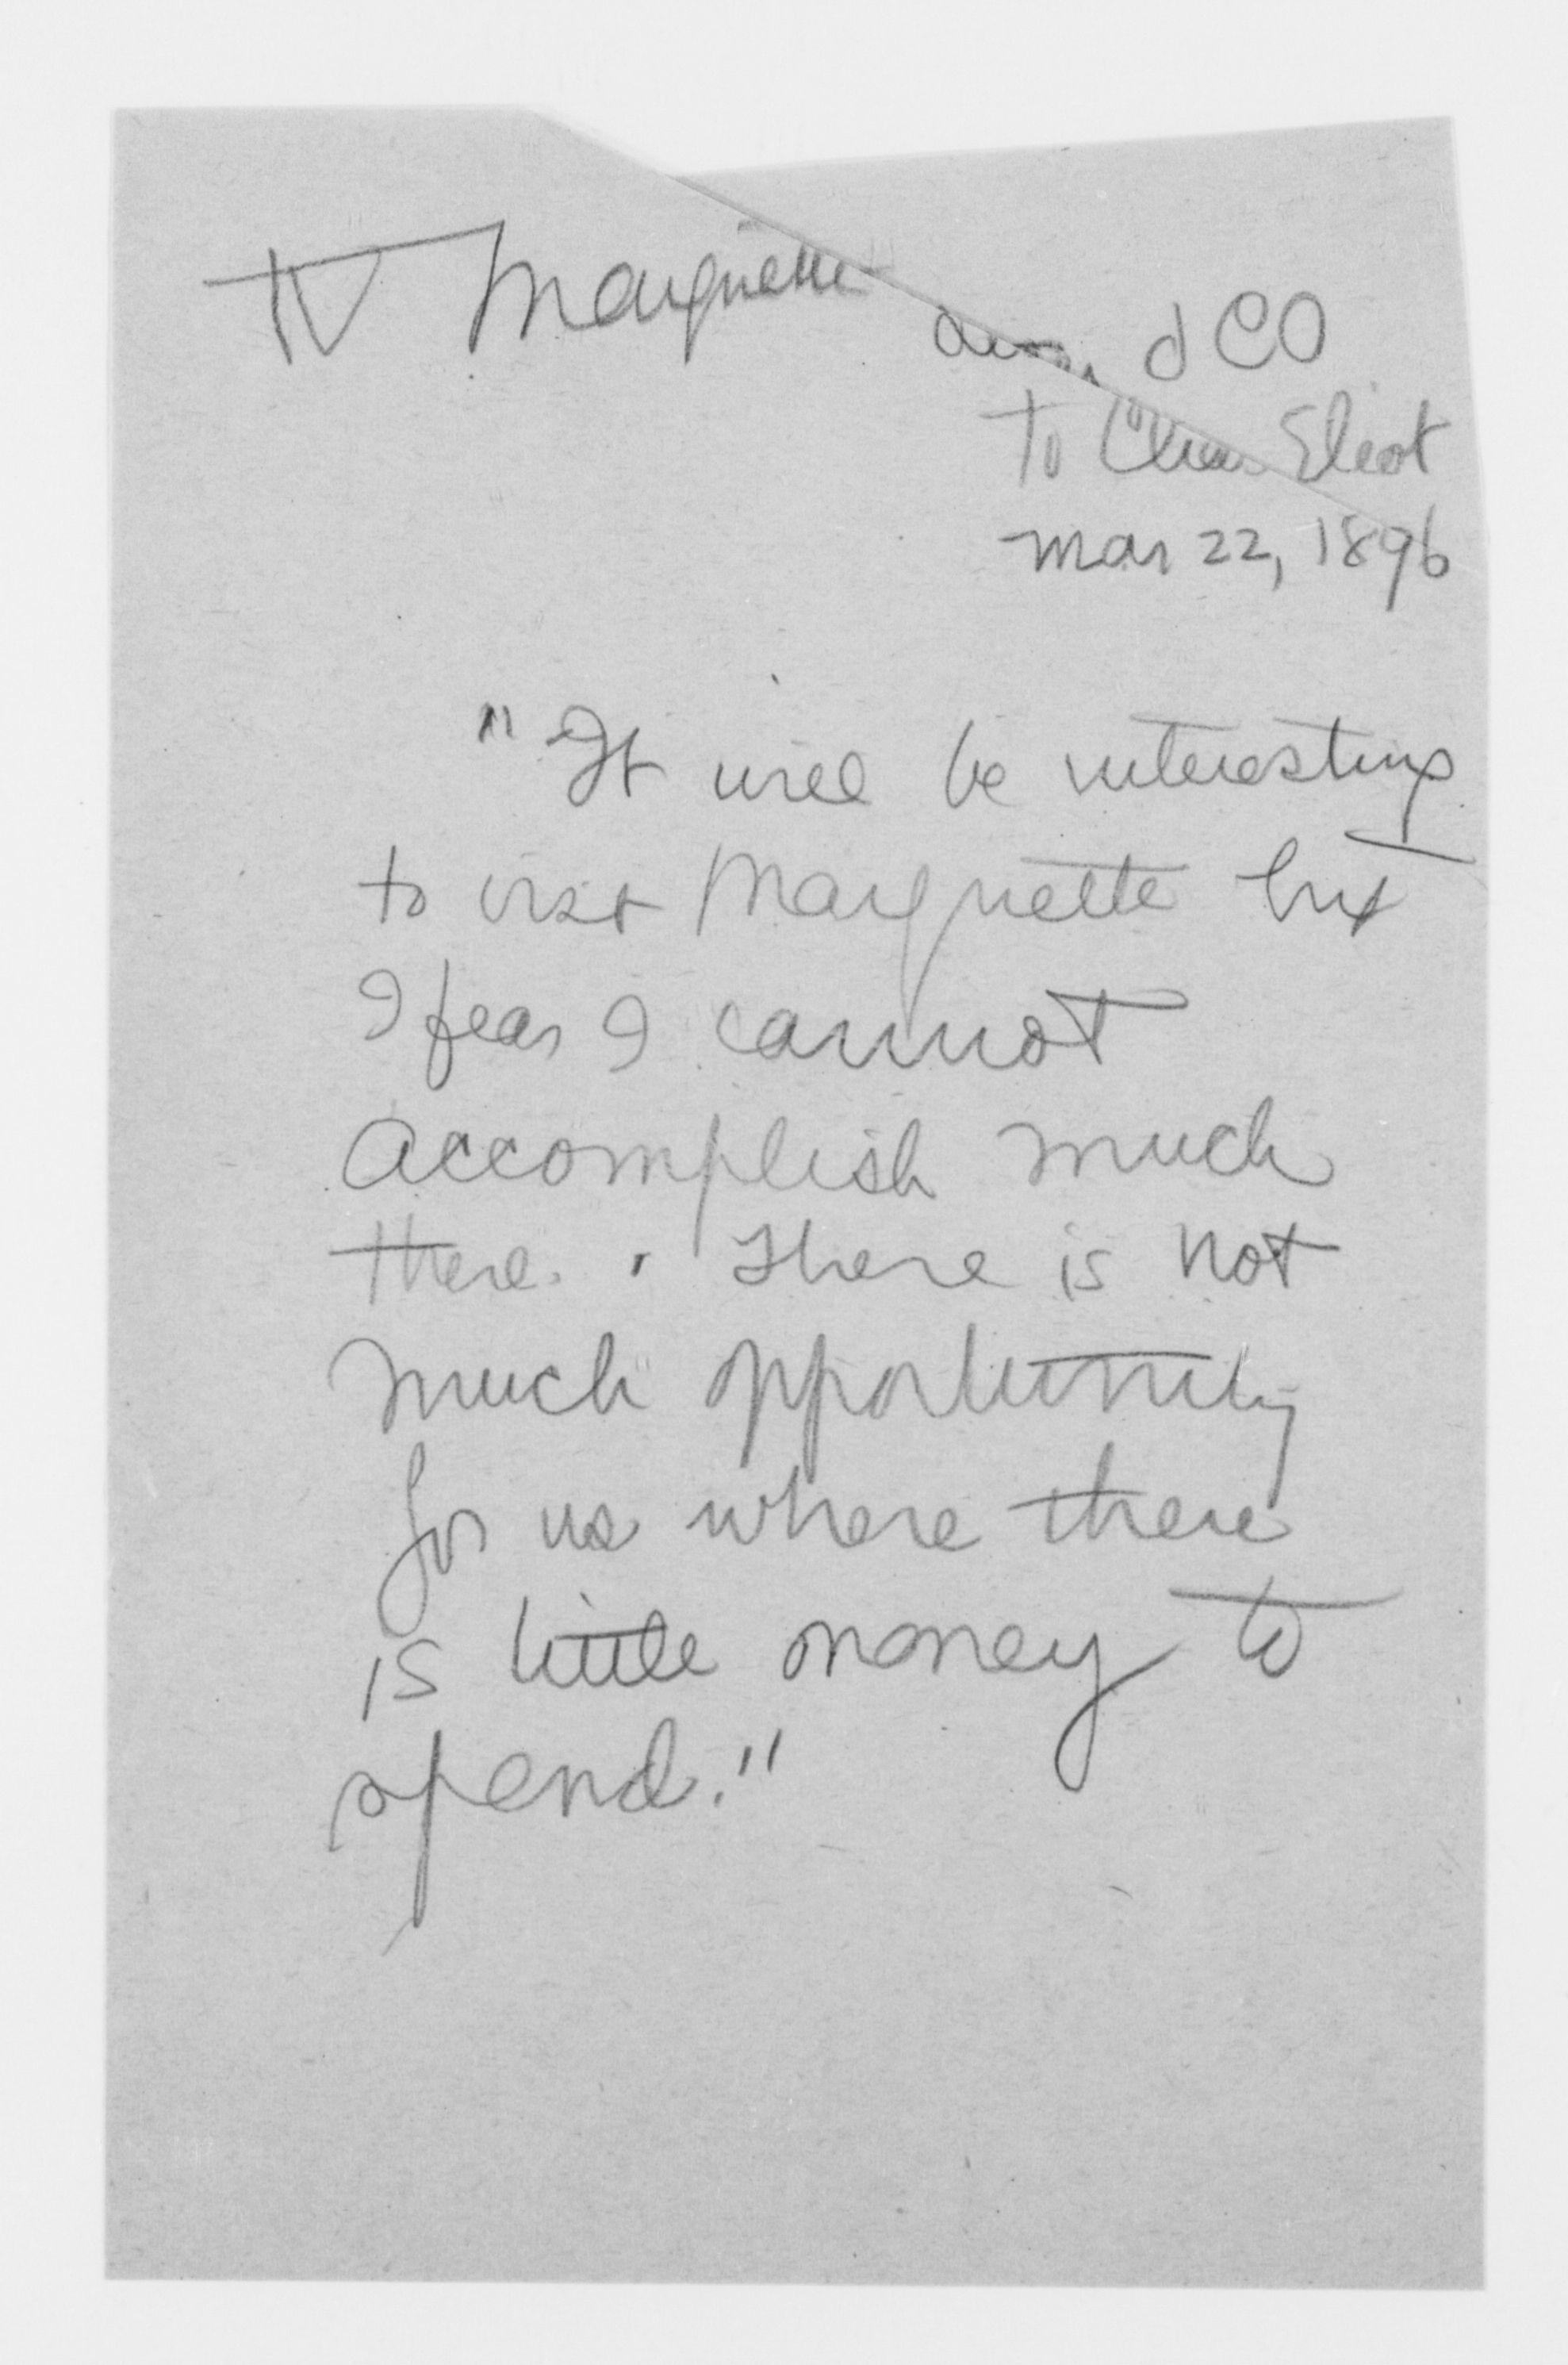 IV Marquette
JCO
To Chas Eliot
Mar 22, 1896
"It will be interesting
to visit Marquette but
I fear I cannot
accomplish much
there. There is not
much opportunity
for us where there
is little money to
spend."